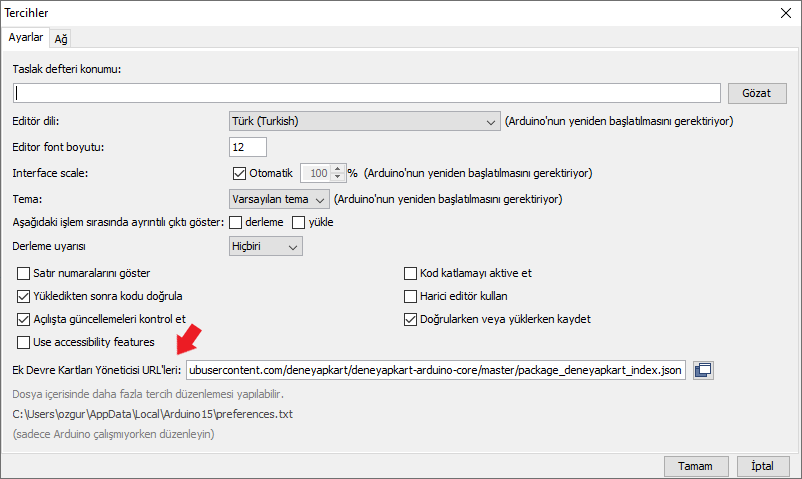 Tercihler
Ayarlar Ağ
Taslak defteri konumu:
Gözat
Editör dili: Türk (Turkish) (Arduino'nun yeniden başlatılmasını gerektiriyor)
Editor font boyutu: 12
Interface scale: Otomatik 100 % (Arduino'nun yeniden başlatılmasını gerektiriyor)
Tema: Varsayılan tema (Arduino'nun yeniden başlatılmasını gerektiriyor)
Aşağıdaki işlem sırasında ayrıntılı çıktı göster: derleme yükle
Derleme uyarısı Hiçbiri
Satır numaralarını göster Kod katlamayı aktive et
Yükledikten sonra kodu doğrula Harici editör kullan
Açılışta güncellemeleri kontrol et Doğrularken veya yüklerken kaydet
Use accessibility features
Ek Devre Kartları Yöneticisi URL'leri: ubusercontent.com/deneyapkart/deneyapkart-arduino-core/master/package_deneyapkart_index.json
Dosya içerisinde daha fazla tercih düzenlemesi yapılabilir.
C:\Users\ozgur\AppData\Local\Arduino15\preferences.txt
(sadece Arduino çalışmıyorken düzenleyin)
Tamam İptal